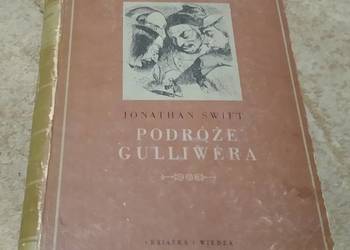 JONATHAN SWIFT
PODRÓŻE
GULLIWERA
KSIĄŻKA I WIEDZA